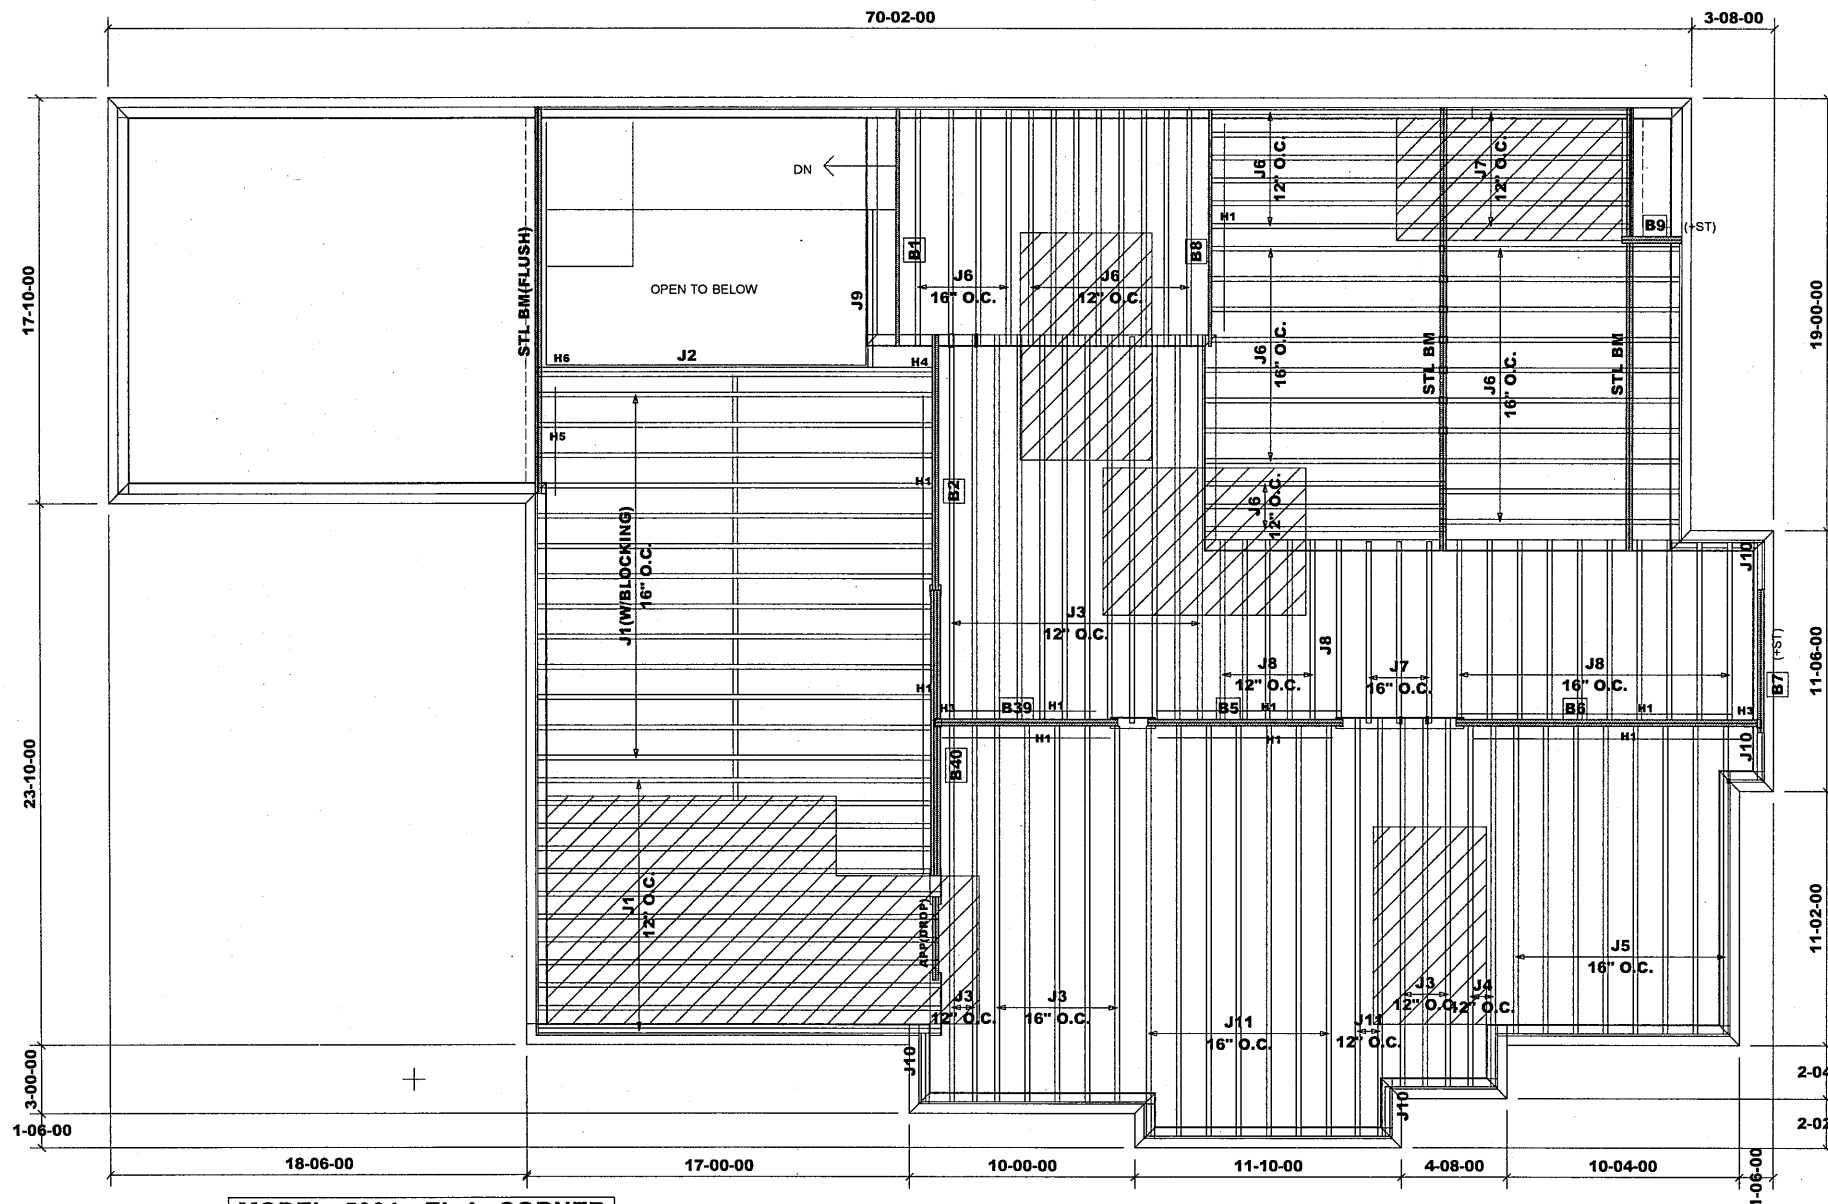 70-02-00
3-08-00
DN
J6
12" O.C.
J7
12" O.C.
H1
B9
(+ST)
STL BM(FLUSH)
B1
B8
17-10-00
J6
16" O.C.
J6
12" O.C.
OPEN TO BELOW
J9
19-00-00
H6
J2
H4
J6
16" O.C.
STL BM
J6
16" O.C.
STL BM
H5
H1
B2
J6
12" O.C.
J1(W/BLOCKING)
16" O.C.
J10
J3
12" O.C.
J8
11-06-00
(+ST)
B7
J8
12" O.C.
J7
16" O.C.
J8
16" O.C.
H1
H3
B39
H1
B5
H1
B6
H1
H3
H1
H1
H1
J10
B40
23-10-00
J1
12" O.C.
APP(DROP)
11-02-00
J5
16" O.C.
J3
12" O.C.
J3
16" O.C.
J3
12" O.C.
J4
12" O.C.
J11
16" O.C.
J11
12" O.C.
J10
J10
3-00-00
1-06-00
2-04
2-02
18-06-00
17-00-00
10-00-00
11-10-00
4-08-00
10-04-00
1-06-00